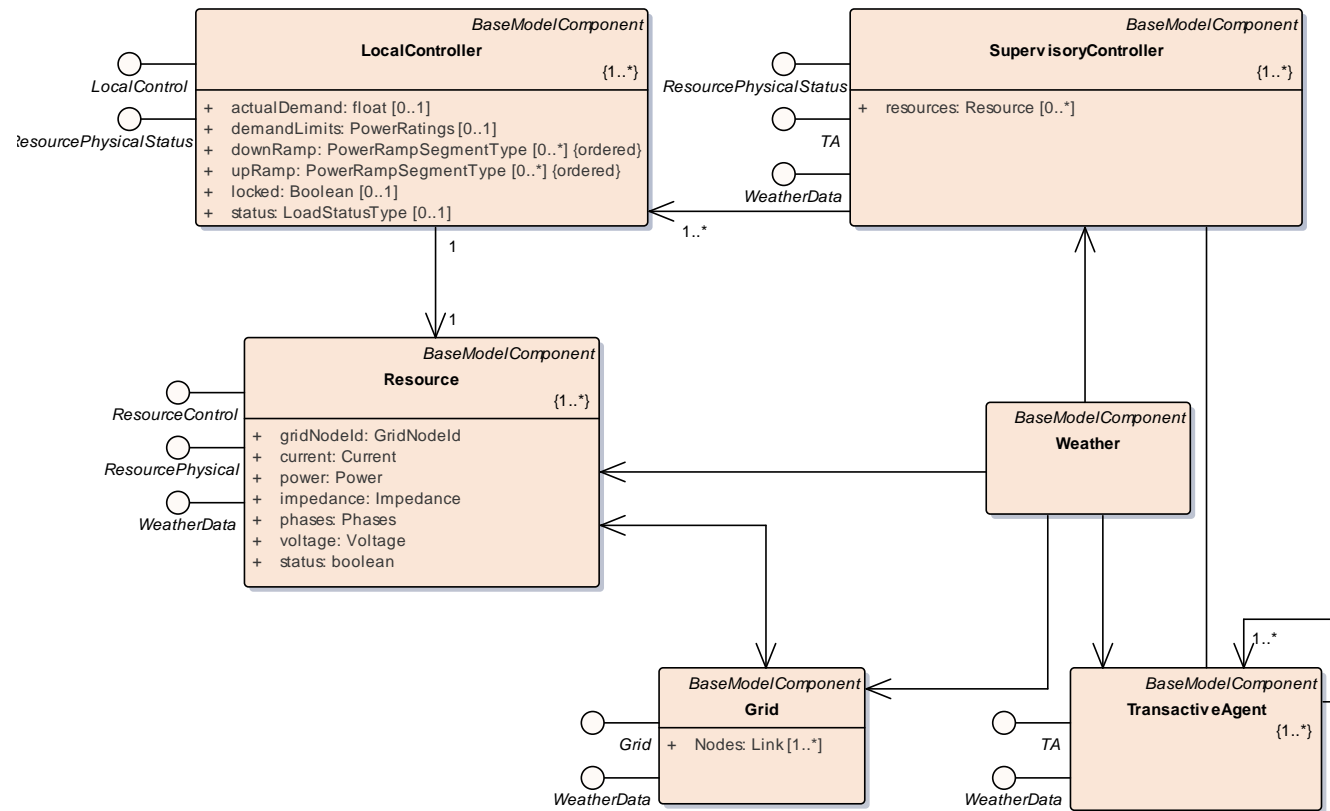 BaseModelComponent
LocalController
{1..*}
LocalControl
ResourcePhysicalStatus
+ actualDemand: float [0..1]
+ demandLimits: PowerRatings [0..1]
+ downRamp: PowerRampSegmentType [0..*] {ordered}
+ upRamp: PowerRampSegmentType [0..*] {ordered}
+ locked: Boolean [0..1]
+ status: LoadStatusType [0..1]
BaseModelComponent
SupervisoryController
{1..*}
ResourcePhysicalStatus
TA
WeatherData
+ resources: Resource [0..*]
1..*
1
1
BaseModelComponent
Resource
{1..*}
ResourceControl
ResourcePhysical
WeatherData
+ gridNodeId: GridNodeId
+ current: Current
+ power: Power
+ impedance: Impedance
+ phases: Phases
+ voltage: Voltage
+ status: boolean
BaseModelComponent
Weather
BaseModelComponent
Grid
Grid
WeatherData
+ Nodes: Link [1..*]
1..*
BaseModelComponent
TransactiveAgent
{1..*}
TA
WeatherData